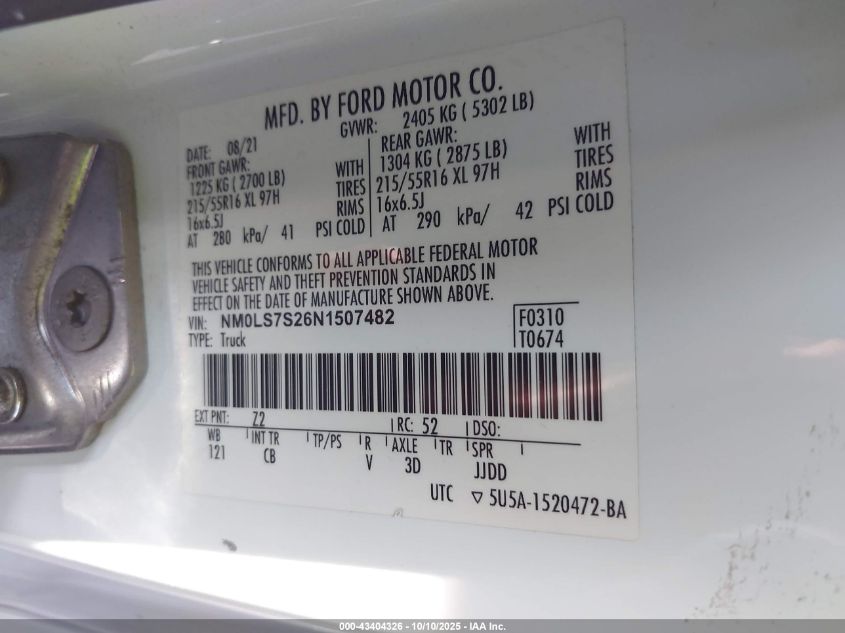 MFD. BY FORD MOTOR CO.
DATE: 08/21 GVWR: 2405 KG ( 5302 LB)
FRONT GAWR: REAR GAWR:
1225 KG ( 2700 LB) WITH 1304 KG ( 2875 LB) WITH
215/55R16 XL 97H TIRES 215/55R16 XL 97H TIRES
16x6.5J RIMS 16x6.5J RIMS
AT 280 kPa/ 41 PSI COLD AT 290 kPa/ 42 PSI COLD
THIS VEHICLE CONFORMS TO ALL APPLICABLE FEDERAL MOTOR
VEHICLE SAFETY AND THEFT PREVENTION STANDARDS IN
EFFECT ON THE DATE OF MANUFACTURE SHOWN ABOVE.
VIN: NM0LS7S26N1507482 F0310
TYPE: Truck T0674
EXT PNT: Z2 RC: 52 DSO:
WB INT TR TP/PS R AXLE TR SPR
121 CB V 3D JJDD
UTC ▽ 5U5A-1520472-BA
000-43404326 - 10/10/2025 - IAA Inc.